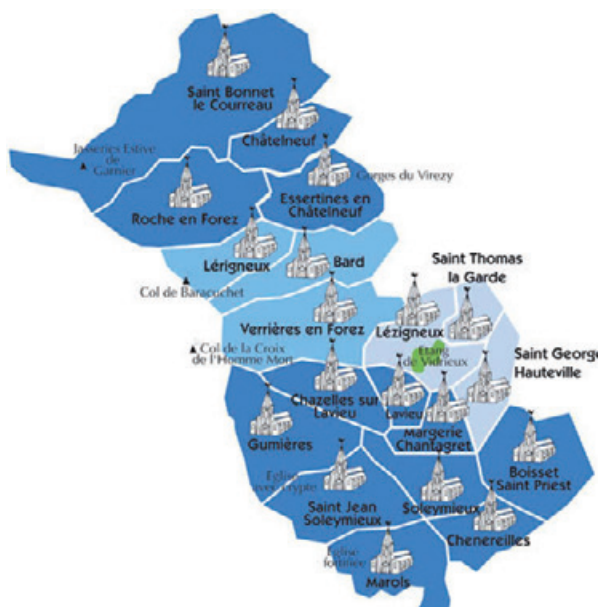 Saint Bonnet
le Courreau
Châtelneuf
Jasseries Estive
de
Garnier
Gorges du Virezy
Essertines en
Châtelneuf
Roche en Forez
Lérigneux
Bard
Saint Thomas
la Garde
Col de Baracuchet
Verrières en Forez
Lézigneux
Col de la Croix
de l'Homme Mort
Etang
de Vidrieux
Saint George
Hauteville
Chazelles sur
Lavieu
Lavieu
Margerie
Chantagret
Gumières
Boisset
Saint Priest
Eglise
avec crypte
Saint Jean
Soleymieux
Soleymieux
Chenereilles
Eglise
fortifiée
Marols